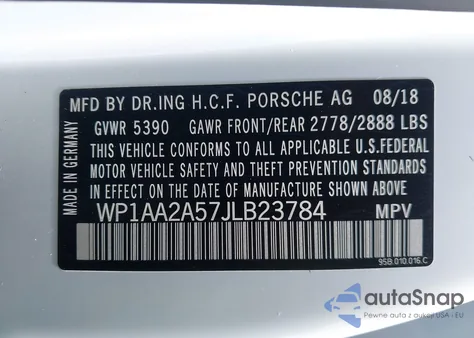 MFD BY DR.ING H.C.F. PORSCHE AG 08/18
GVWR 5390 GAWR FRONT/REAR 2778/2888 LBS
THIS VEHICLE CONFORMS TO ALL APPLICABLE U.S.FEDERAL
MOTOR VEHICLE SAFETY AND THEFT PREVENTION STANDARDS
IN EFFECT ON THE DATE OF MANUFACTURE SHOWN ABOVE
WP1AA2A57JLB23784 MPV
95B.010.016.C
MADE IN GERMANY
autoSnap
Pewne auta z aukcji USA - EU